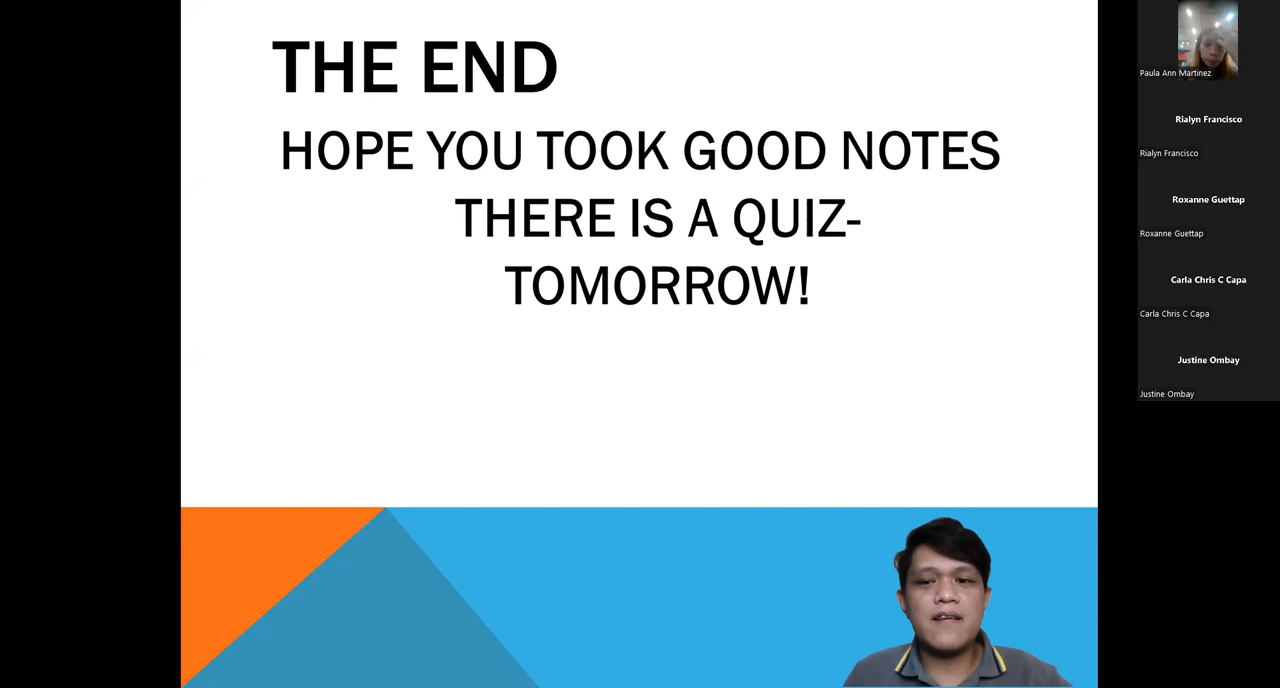 THE END
HOPE YOU TOOK GOOD NOTES
THERE IS A QUIZ-
TOMORROW!
Paula Ann Martinez
Rialyn Francisco
Rialyn Francisco
Roxanne Guettap
Roxanne Guettap
Carla Chris C Capa
Carla Chris C Capa
Justine Ombay
Justine Ombay